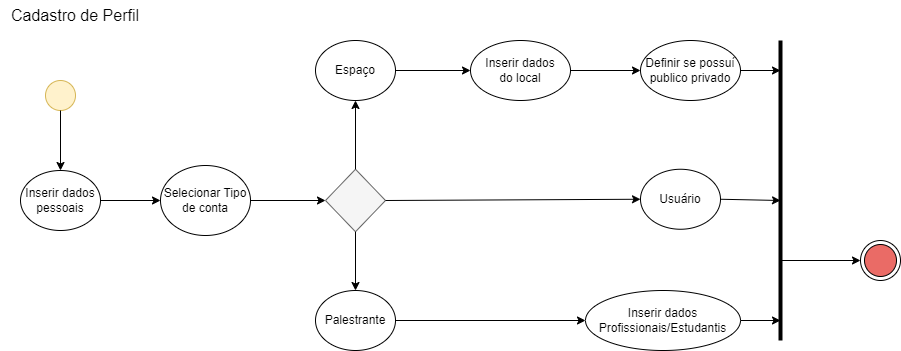 Cadastro de Perfil
Espaço
Inserir dados
do local
Definir se possuí
publico privado
Inserir dados
pessoais
Selecionar Tipo
de conta
Usuário
Palestrante
Inserir dados
Profissionais/Estudantis